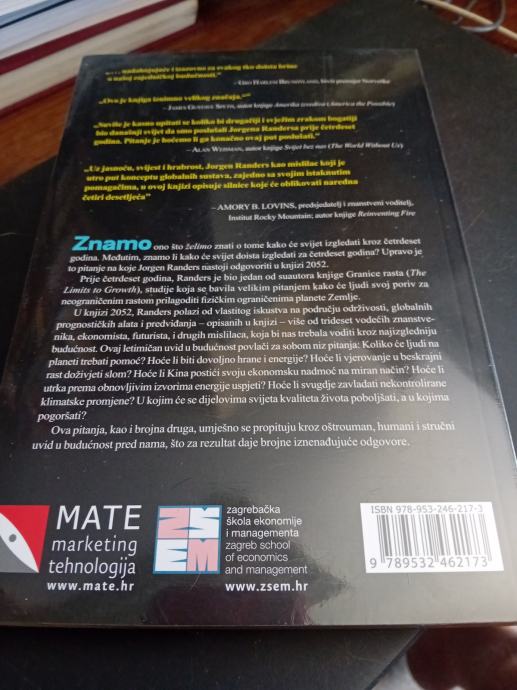 nadahnjujuće i izazovno za svakog tko doista brine
o našoj zajedničkoj budućnosti.”
– GRO HARLEM BRUNDTLAND, bivša premijer Norveške
„Ova je knjiga iznimno velikog značaja.”
– JAMES GUSTAVE SPETH, autor knjige Amerika izvediva (America the Possible)
„Suviše je kasno upitati se koliko bi drugačiji i svježim zrakom bogatiji
bio današnji svijet da smo poslušali Jorgena Randersa prije četrdeset
godina. Pitanje je hoćemo li ga konačno ovaj put poslušati.”
– ALAN WEISMAN, autor knjige Svijet bez nas (The World Without Us)
„Uz jasnoću, svijest i hrabrost, Jorgen Randers kao mislilac koji je
utro put konceptu globalnih sustava, zajedno sa svojim istaknutim
pomagačima, u ovoj knjizi opisuje silnice koje će oblikovati naredna
četiri desetljeća”
– AMORY B. LOVINS, predsjedatelj i znanstveni voditelj,
Institut Rocky Mountain; autor knjige Reinventing Fire
Znamo ono što želimo znati o tome kako će svijet izgledati kroz četrdeset
godina. Međutim, znamo li kako će svijet doista izgledati za četrdeset godina? Upravo je
to pitanje na koje Jorgen Randers nastoji odgovoriti u knjizi 2052.
Prije četrdeset godina, Randers je bio jedan od suautora knjige Granice rasta (The
Limits to Growth), studije koja se bavila velikim pitanjem kako će ljudi svoj poriv za
neograničenim rastom prilagoditi fizičkim ograničenima planete Zemlje.
U knjizi 2052, Randers polazi od vlastitog iskustva na području održivosti, globalnih
prognostičkih alata i predviđanja – opisanih u knjizi – više od trideset vodećih znanstve-
nika, ekonomista, futurista, i drugih mislilaca, koja bi nas trebala voditi kroz najizgledniju
budućnost. Ovaj letimičan uvid u budućnost povlači za sobom niz pitanja: Koliko će ljudi na
planeti trebati pomoć? Hoće li biti dovoljno hrane i energije? Hoće li vjerovanje u beskrajni
rast doživjeti slom? Hoće li Kina postići svoju ekonomsku nadmoć na miran način? Hoće li
utrka prema obnovljivim izvorima energije uspjeti? Hoće li svugdje zavladati nekontrolirane
klimatske promjene? U kojim će se dijelovima svijeta kvaliteta života poboljšati, a u kojima
pogoršati?
Ova pitanja, kao i brojna druga, umješno se propituju kroz oštrouman, humani i stručni
uvid u budućnost pred nama, što za rezultat daje brojne iznenađujuće odgovore.
MATE
marketing
tehnologija
www.mate.hr
ZS
EM
zagrebačka
škola ekonomije
i managementa
zagreb school
of economics
and management
www.zsem.hr
ISBN 978-953-246-217-3
9 789532 462173